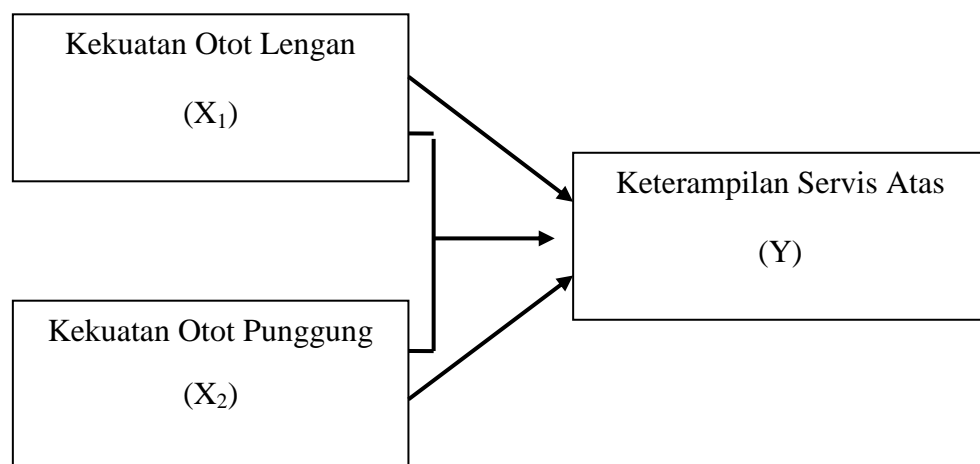 Kekuatan Otot Lengan
(X₁)
Keterampilan Servis Atas
(Y)
Kekuatan Otot Punggung
(X₂)